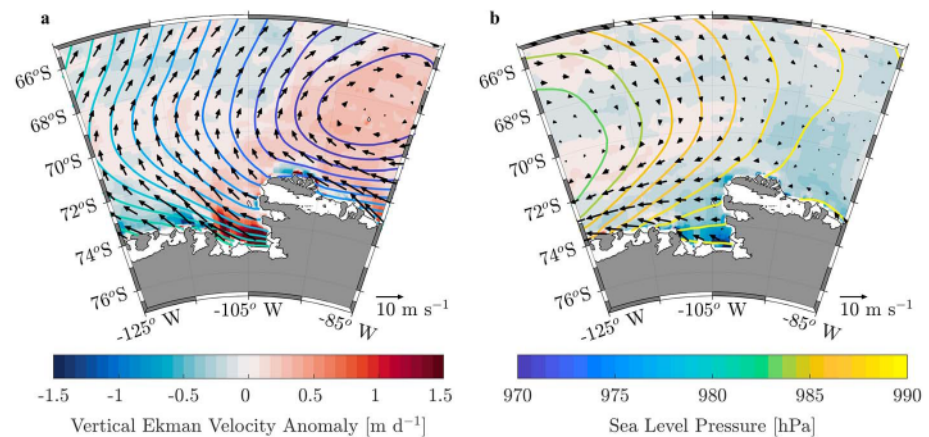 a
b
66°S
68°S
70°S
72°S
74°S
76°S
-125° W
-105° W
-85° W
10 m s⁻¹
66°S
68°S
70°S
72°S
74°S
76°S
-125° W
-105° W
-85° W
10 m s⁻¹
-1.5 -1 -0.5 0 0.5 1 1.5
Vertical Ekman Velocity Anomaly [m d⁻¹]
970 975 980 985 990
Sea Level Pressure [hPa]